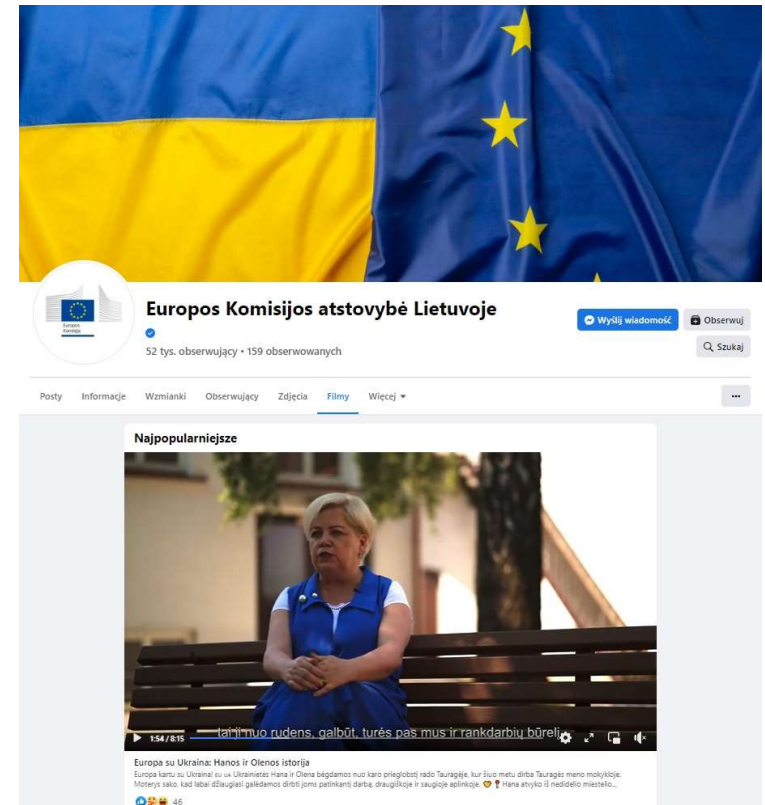 Europos
Komisija
Europos Komisijos atstovybė Lietuvoje
52 tys. obserwujący • 159 obserwowanych
Wyślij wiadomość
Obserwuj
Szukaj
Posty Informacje Wzmianki Obserwujący Zdjęcia Filmy Więcej
Najpopularniejsze
tai ji nuo rudens, galbūt, turės pas mus ir rankdarbių būrelį
1:54 / 8:15
Europa su Ukraina: Hanos ir Olenos istorija
Europa kartu su Ukraina! EU UA Ukrainietės Hana ir Olena bėgdamos nuo karo prieglobstį rado Tauragėje, kur šiuo metu dirba Tauragės meno mokykloje.
Moterys sako, kad labai džiaugiasi galėdamos dirbti joms patinkantį darbą, draugiškoje ir saugioje aplinkoje. Hana atvyko iš nedidelio miestelio...
46